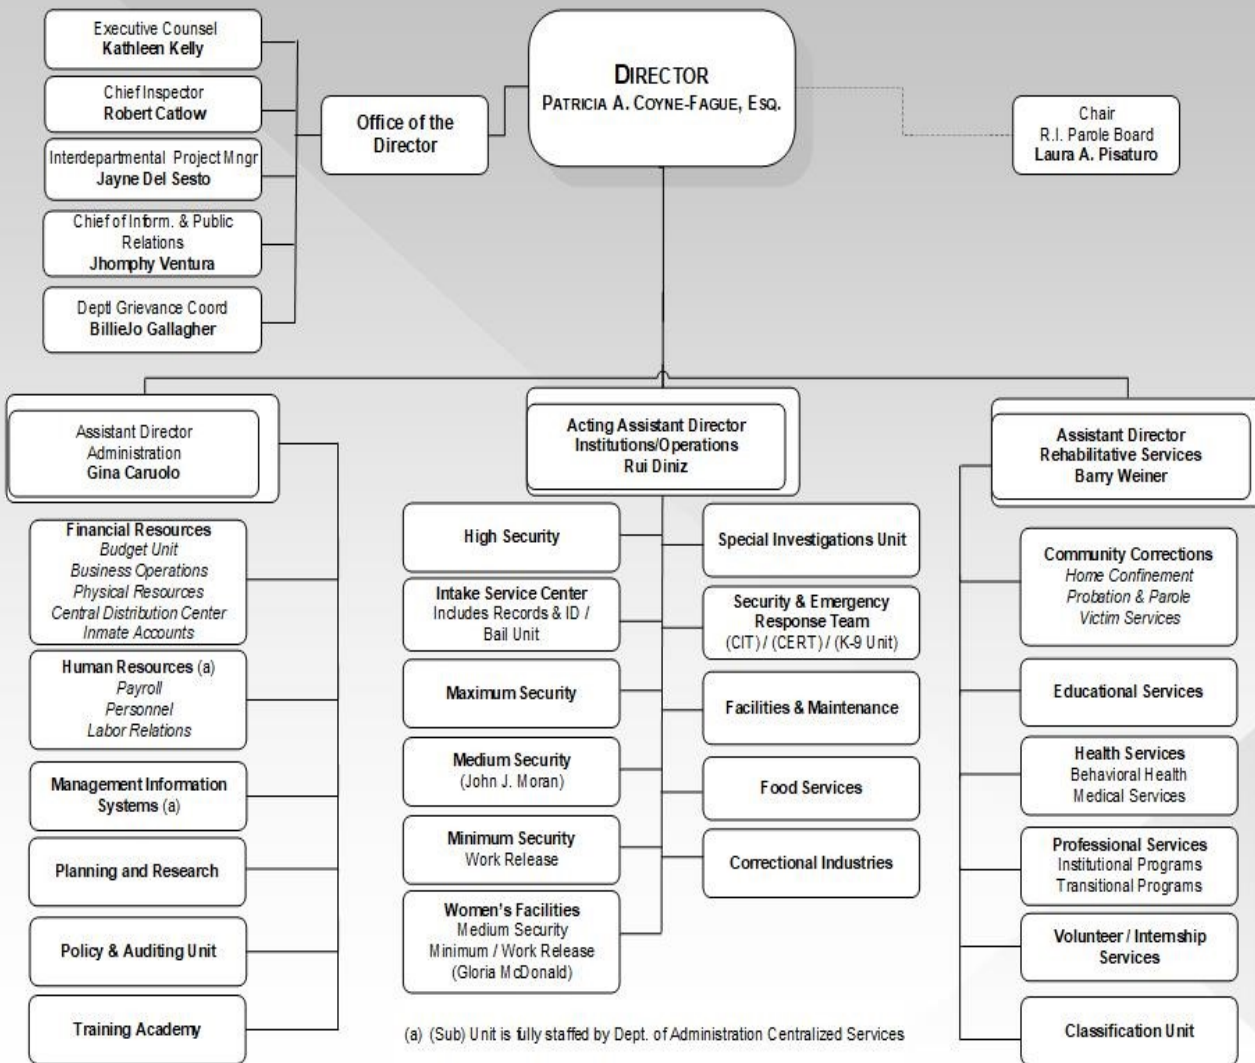 Executive Counsel
Kathleen Kelly
Chief Inspector
Robert Catlow
Interdepartmental Project Mngr
Jayne Del Sesto
Chief of Inform. & Public
Relations
Jhomphy Ventura
Deptl Grievance Coord
BillieJo Gallagher
Office of the
Director
DIRECTOR
PATRICIA A. COYNE-FAGUE, ESQ.
Chair
R.I. Parole Board
Laura A. Pisaturo
Assistant Director
Administration
Gina Caruolo
Financial Resources
Budget Unit
Business Operations
Physical Resources
Central Distribution Center
Inmate Accounts
Human Resources (a)
Payroll
Personnel
Labor Relations
Management Information
Systems (a)
Planning and Research
Policy & Auditing Unit
Training Academy
Acting Assistant Director
Institutions/Operations
Rui Diniz
High Security
Intake Service Center
Includes Records & ID /
Bail Unit
Maximum Security
Medium Security
(John J. Moran)
Minimum Security
Work Release
Women's Facilities
Medium Security
Minimum / Work Release
(Gloria McDonald)
Special Investigations Unit
Security & Emergency
Response Team
(CIT) / (CERT) / (K-9 Unit)
Facilities & Maintenance
Food Services
Correctional Industries
Assistant Director
Rehabilitative Services
Barry Weiner
Community Corrections
Home Confinement
Probation & Parole
Victim Services
Educational Services
Health Services
Behavioral Health
Medical Services
Professional Services
Institutional Programs
Transitional Programs
Volunteer / Internship
Services
Classification Unit
(a) (Sub) Unit is fully staffed by Dept. of Administration Centralized Services